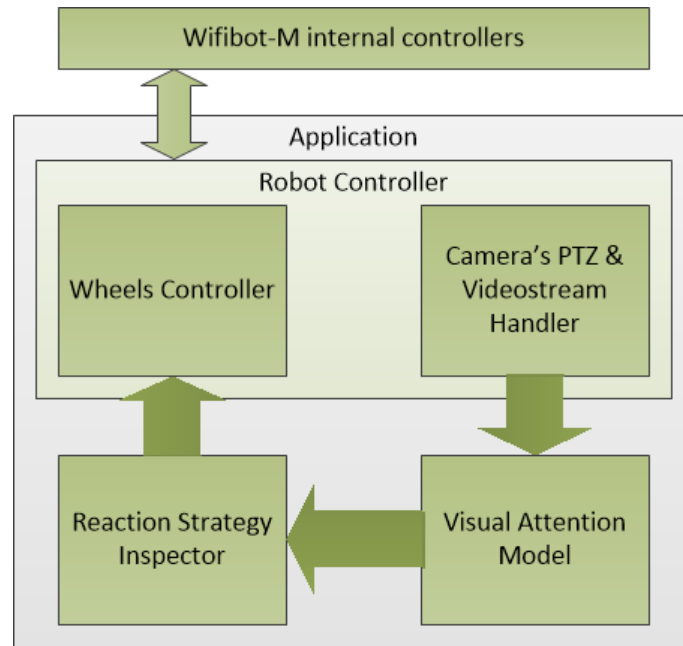 Wifibot-M internal controllers
Application
Robot Controller
Wheels Controller
Camera's PTZ &
Videostream
Handler
Reaction Strategy
Inspector
Visual Attention
Model